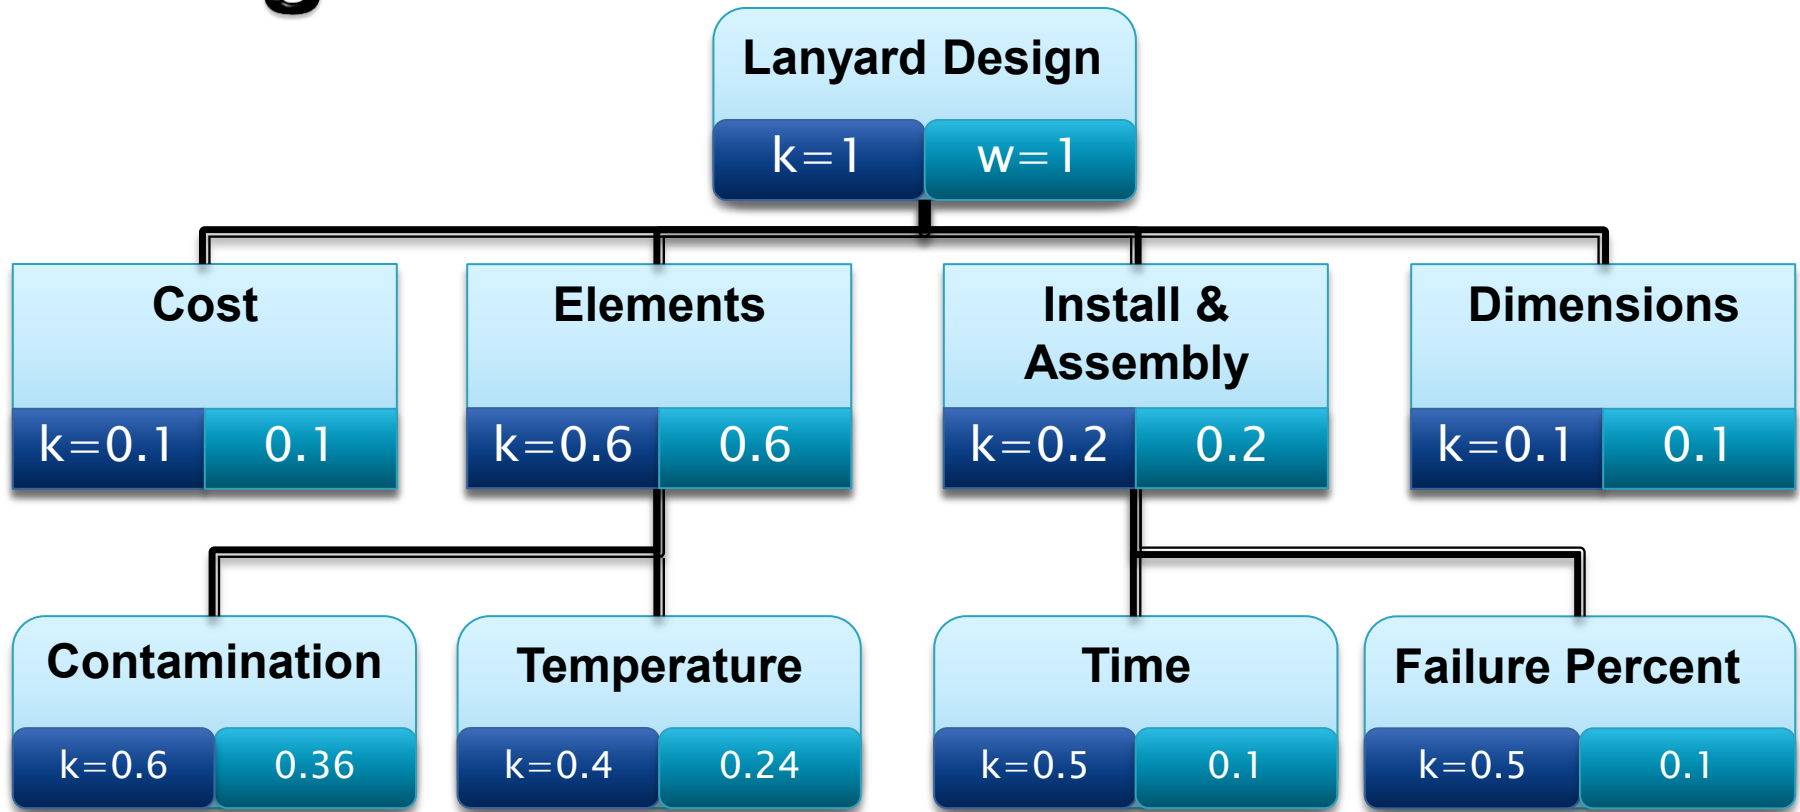 Lanyard Design
k=1 w=1
Cost
k=0.1 0.1
Elements
k=0.6 0.6
Install &
Assembly
k=0.2 0.2
Dimensions
k=0.1 0.1
Contamination
k=0.6 0.36
Temperature
k=0.4 0.24
Time
k=0.5 0.1
Failure Percent
k=0.5 0.1